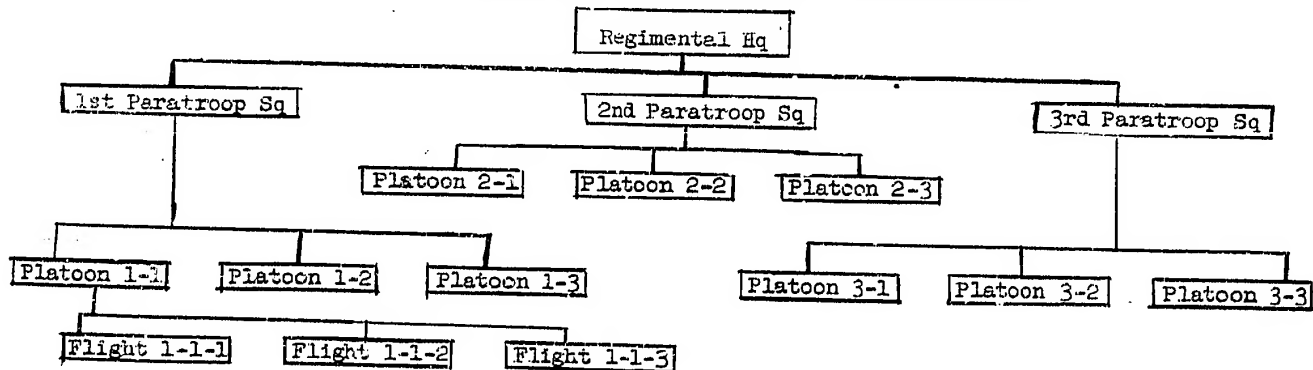 Regimental Hq
1st Paratroop Sq
2nd Paratroop Sq
3rd Paratroop Sq
Platoon 2-1
Platoon 2-2
Platoon 2-3
Platoon 1-1
Platoon 1-2
Platoon 1-3
Platoon 3-1
Platoon 3-2
Platoon 3-3
Flight 1-1-1
Flight 1-1-2
Flight 1-1-3